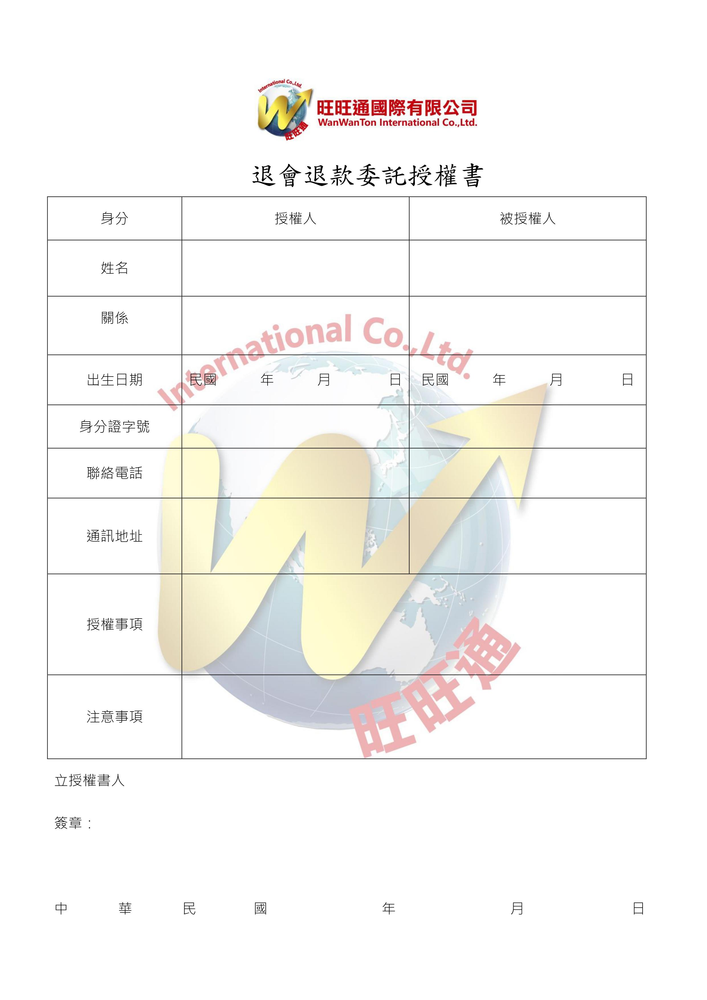 International Co.,Ltd.
旺旺通
旺旺通國際有限公司
WanWanTon International Co.,Ltd.
退會退款委託授權書
身分 授權人 被授權人
姓名
關係
International Co.,Ltd.
出生日期 民國 年 月 日 民國 年 月 日
身分證字號
聯絡電話
通訊地址
授權事項
旺旺通
注意事項
立授權書人
簽章：
中 華 民 國 年 月 日